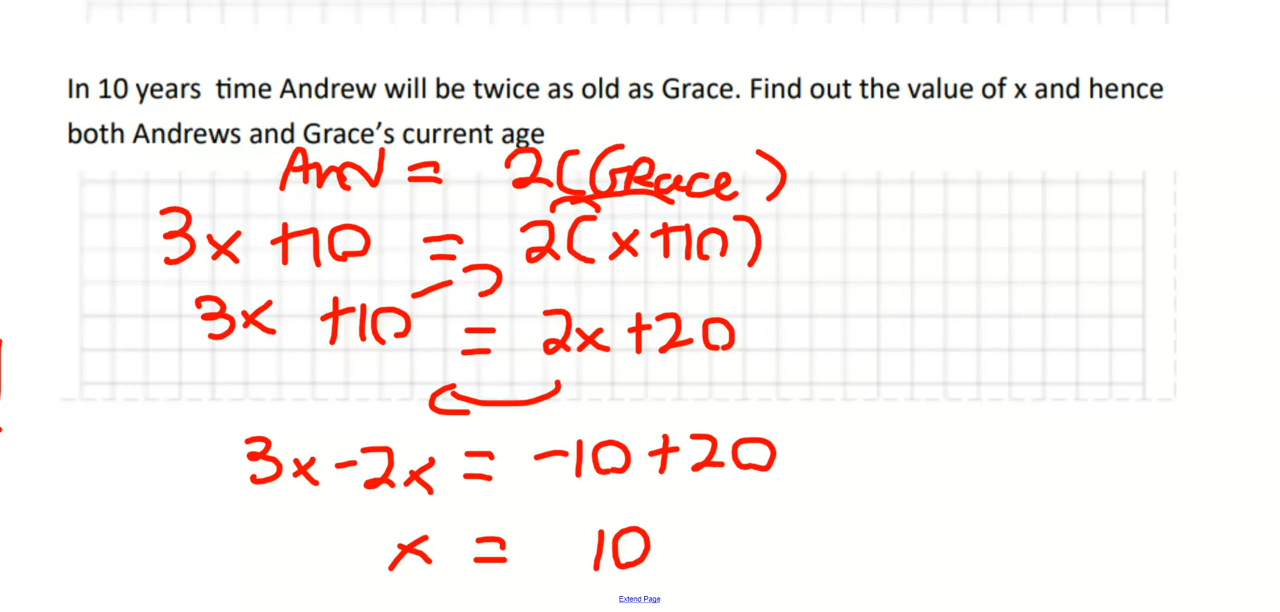 In 10 years time Andrew will be twice as old as Grace. Find out the value of x and hence
both Andrews and Grace's current age
And = 2(Grace)
3x +10 = 2(x+10)
3x +10 = 2x+20
3x-2x = -10+20
x = 10
Extend Page